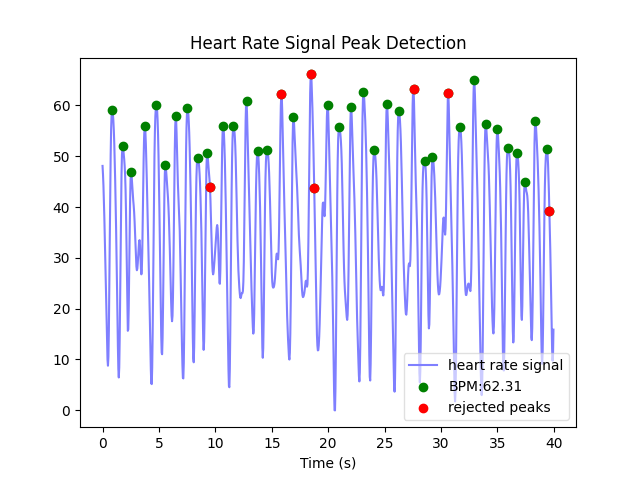 Heart Rate Signal Peak Detection
60
50
40
30
20
10
0
heart rate signal
BPM:62.31
rejected peaks
0 5 10 15 20 25 30 35 40
Time (s)